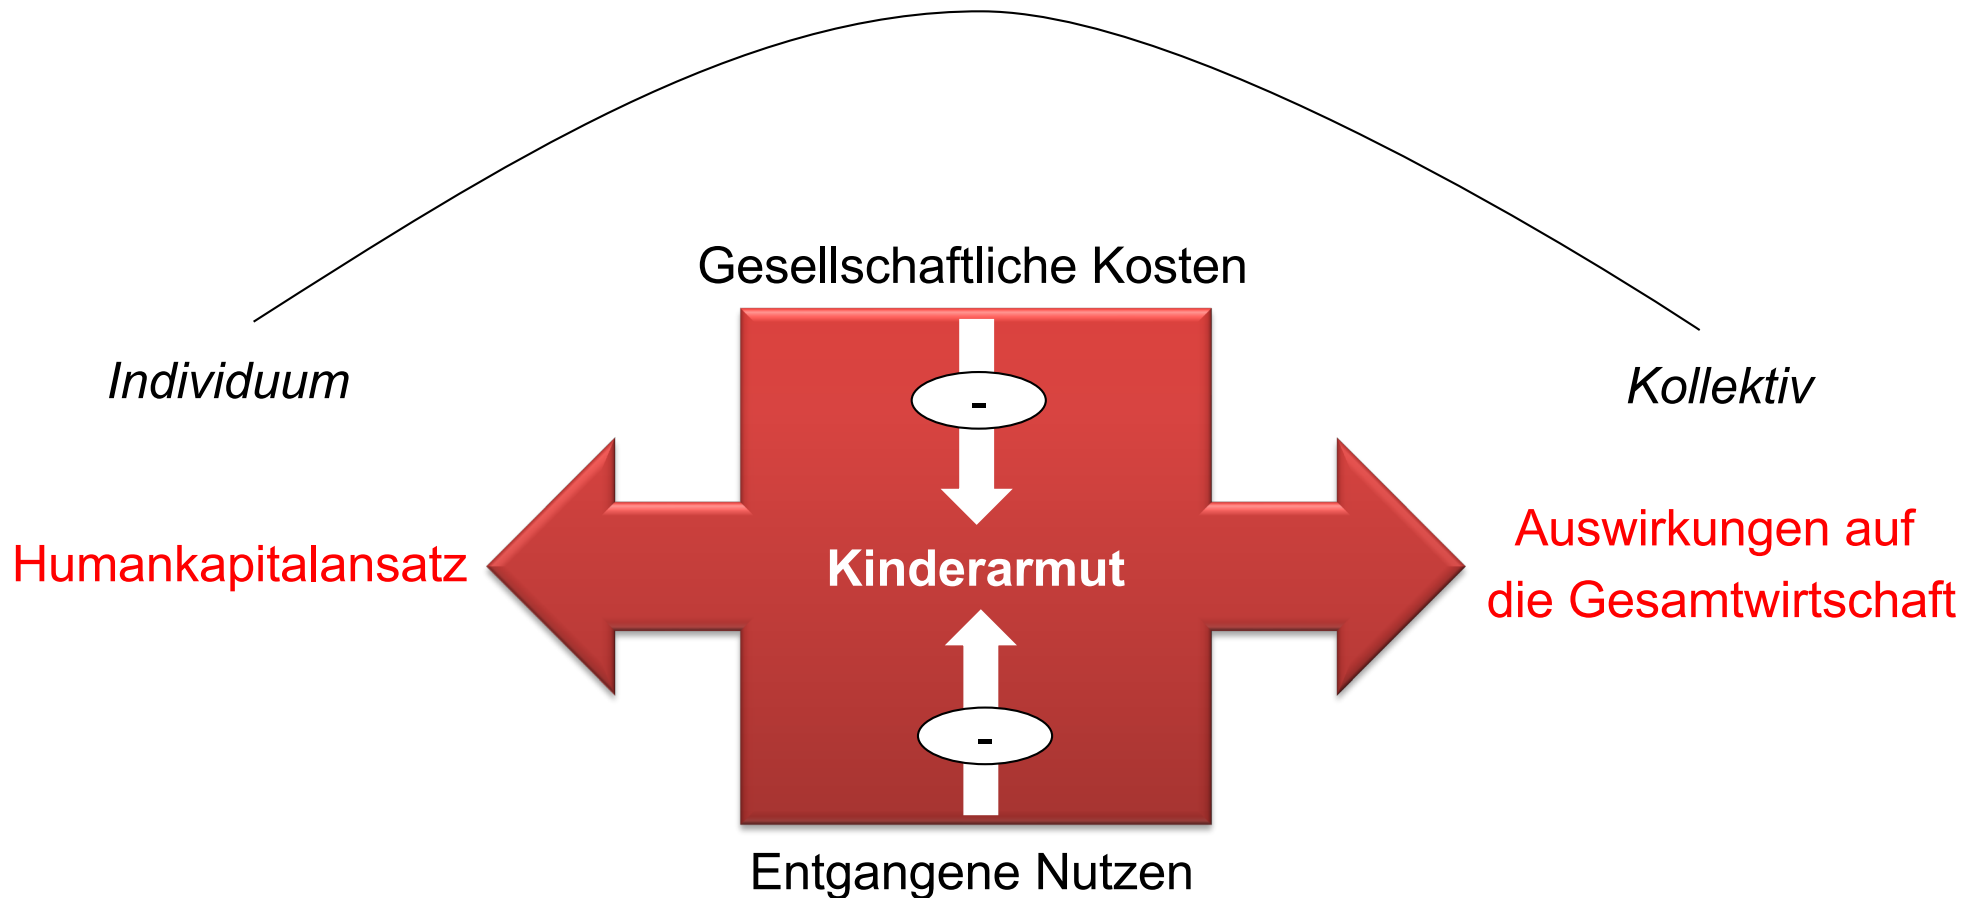 Gesellschaftliche Kosten
Individuum
Kollektiv
-
Humankapitalansatz
Kinderarmut
Auswirkungen auf
die Gesamtwirtschaft
-
Entgangene Nutzen